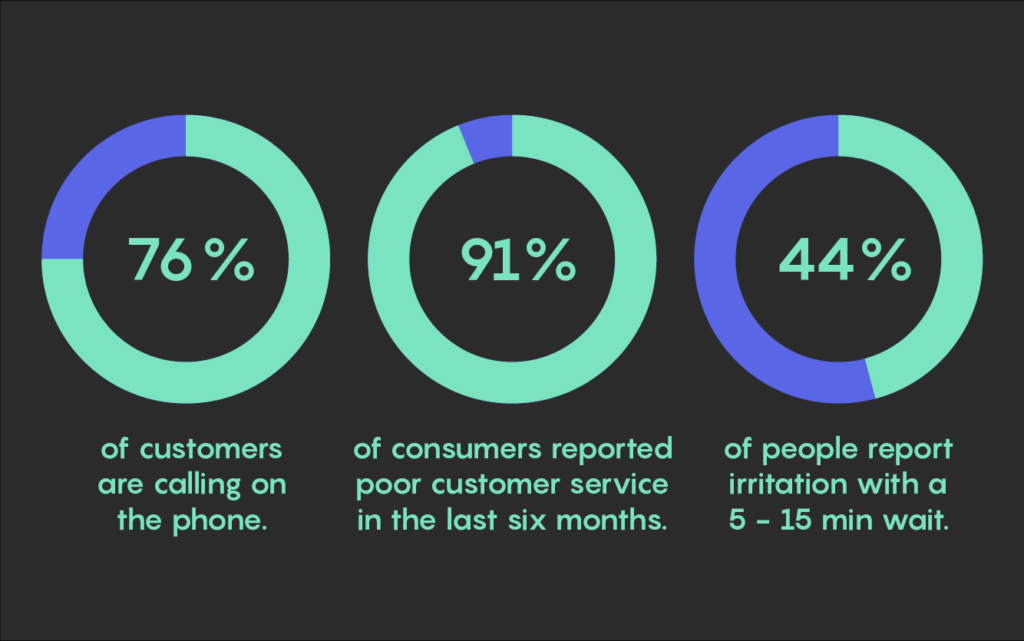 76 %
of customers
are calling on
the phone.
91%
of consumers reported
poor customer service
in the last six months.
44%
of people report
irritation with a
5 - 15 min wait.